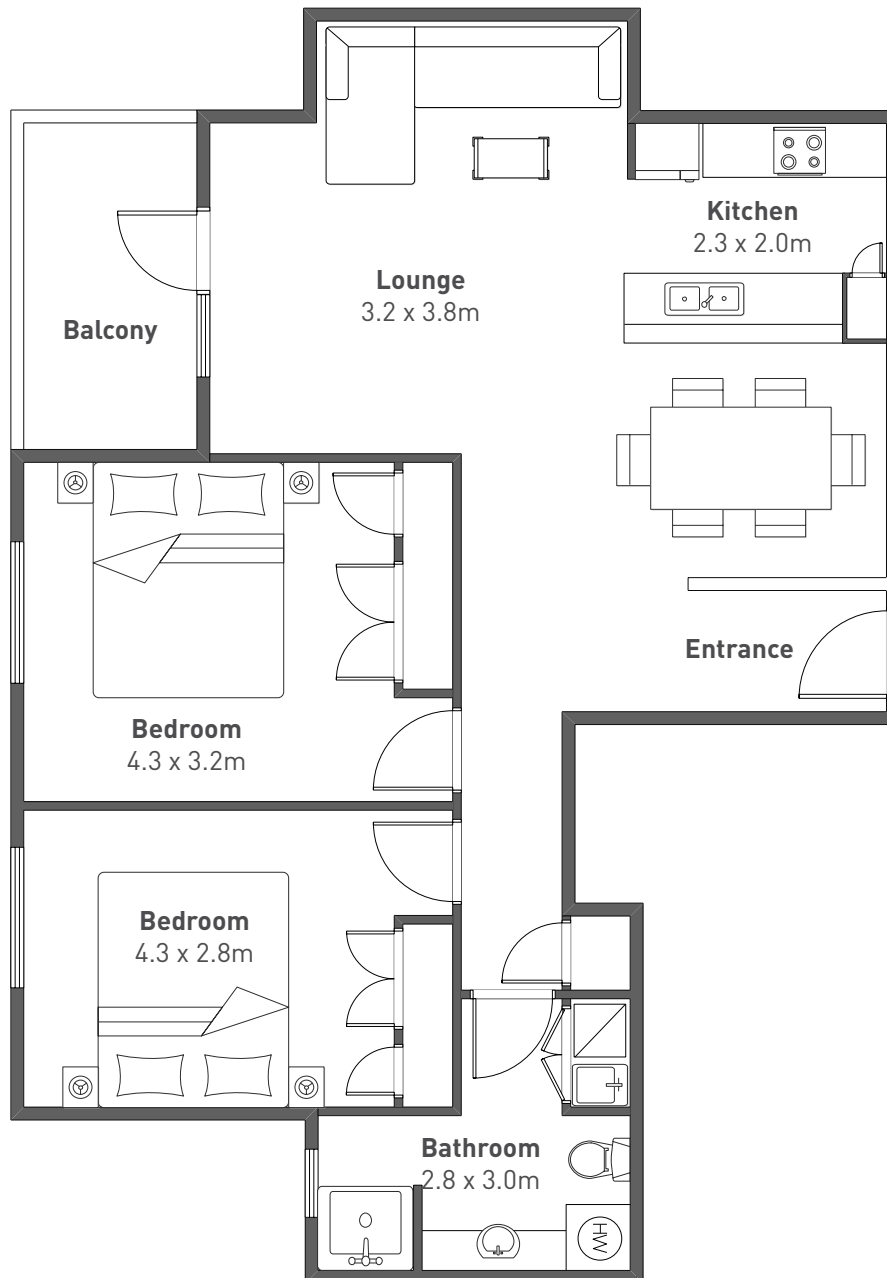 Kitchen
2.3 x 2.0m
Lounge
3.2 x 3.8m
Balcony
Entrance
Bedroom
4.3 x 3.2m
Bedroom
4.3 x 2.8m
Bathroom
2.8 x 3.0m
HW